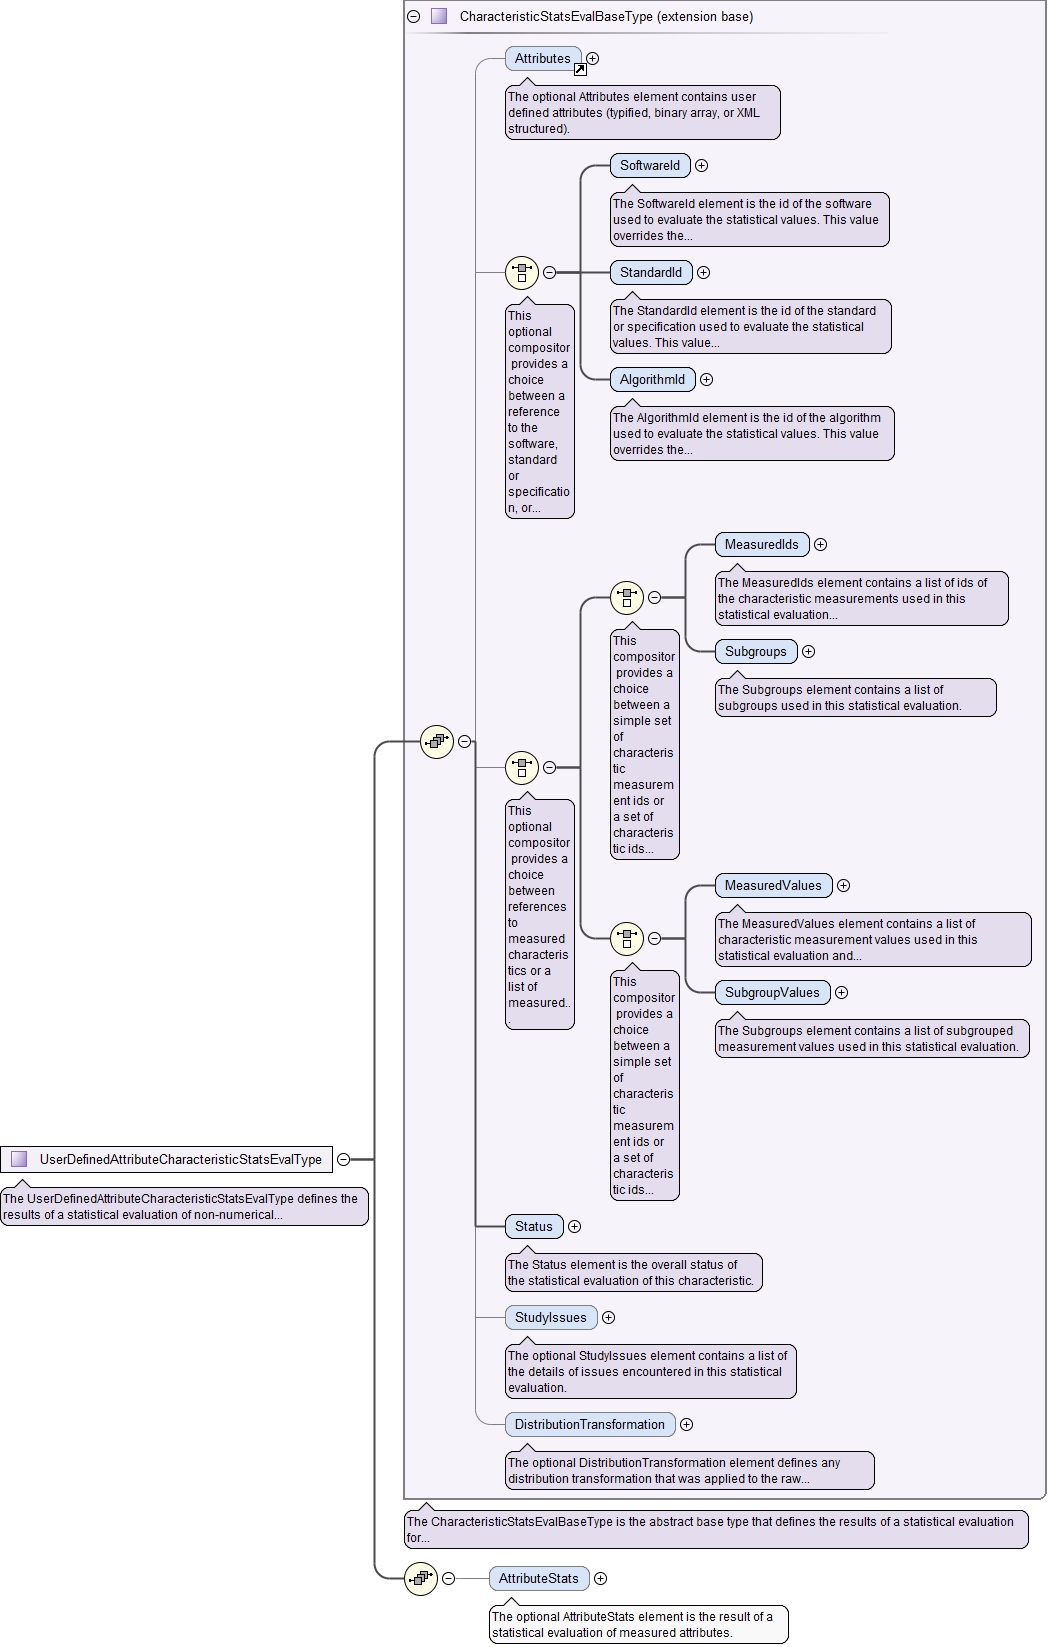 CharacteristicStatsEvalBaseType (extension base)
Attributes
The optional Attributes element contains user
defined attributes (typified, binary array, or XML
structured).
SoftwareId
The SoftwareId element is the id of the software
used to evaluate the statistical values. This value
overrides the...
StandardId
The StandardId element is the id of the standard
or specification used to evaluate the statistical
values. This value...
AlgorithmId
The AlgorithmId element is the id of the algorithm
used to evaluate the statistical values. This value
overrides the...
This
optional
compositor
provides a
choice
between a
reference
to the
software,
standard
or
specificatio
n, or...
MeasuredIds
The MeasuredIds element contains a list of ids of
the characteristic measurements used in this
statistical evaluation...
Subgroups
The Subgroups element contains a list of
subgroups used in this statistical evaluation.
This
compositor
provides a
choice
between a
simple set
of
characteris
tic
measurem
ent ids or
a set of
characteris
tic ids...
This
optional
compositor
provides a
choice
between
references
to
measured
characteris
tics or a
list of
measured..
.
MeasuredValues
The MeasuredValues element contains a list of
characteristic measurement values used in this
statistical evaluation and...
SubgroupValues
The Subgroups element contains a list of subgrouped
measurement values used in this statistical evaluation.
This
compositor
provides a
choice
between a
simple set
of
characteris
tic
measurem
ent ids or
a set of
characteris
tic ids...
UserDefinedAttributeCharacteristicStatsEvalType
The UserDefinedAttributeCharacteristicStatsEvalType defines the
results of a statistical evaluation of non-numerical...
Status
The Status element is the overall status of
the statistical evaluation of this characteristic.
StudyIssues
The optional StudyIssues element contains a list of
the details of issues encountered in this statistical
evaluation.
DistributionTransformation
The optional DistributionTransformation element defines any
distribution transformation that was applied to the raw...
The CharacteristicStatsEvalBaseType is the abstract base type that defines the results of a statistical evaluation
for...
AttributeStats
The optional AttributeStats element is the result of a
statistical evaluation of measured attributes.